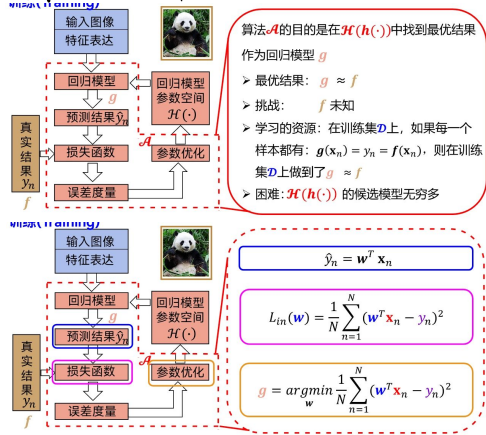 训练(Training)
输入图像
特征表达
回归模型
g
预测结果ŷₙ
真实结果 yₙ
f
损失函数
误差度量
回归模型
参数空间
ℋ(·)
𝒜
参数优化
算法𝒜的目的是在ℋ(h(·))中找到最优结果
作为回归模型 g
➢ 最优结果: g ≈ f
➢ 挑战: f 未知
➢ 学习的资源: 在训练集𝒟上，如果每一个
样本都有: g(xₙ) = yₙ = f(xₙ)，则在训练
集𝒟上做到了g ≈ f
➢ 困难:ℋ(h(·)) 的候选模型无穷多
训练(Training)
输入图像
特征表达
回归模型
g
预测结果ŷₙ
真实结果 yₙ
f
损失函数
误差度量
回归模型
参数空间
ℋ(·)
𝒜
参数优化
ŷₙ = wᵀ xₙ
Lᵢₙ(w) = 1/N ∑ₙ₌₁ᴺ (wᵀxₙ − yₙ)²
g = argmin_w 1/N ∑ₙ₌₁ᴺ (wᵀxₙ − yₙ)²